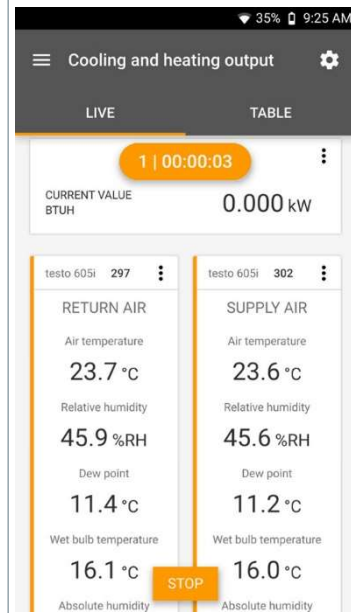 35% 9:25 AM
Cooling and heating output
LIVE TABLE
1 | 00:00:03
CURRENT VALUE
BTUH
0.000 kW
testo 605i 297
RETURN AIR
Air temperature
23.7 °C
Relative humidity
45.9 %RH
Dew point
11.4 °C
Wet bulb temperature
16.1 °C
Absolute humidity
testo 605i 302
SUPPLY AIR
Air temperature
23.6 °C
Relative humidity
45.6 %RH
Dew point
11.2 °C
Wet bulb temperature
16.0 °C
Absolute humidity
STOP